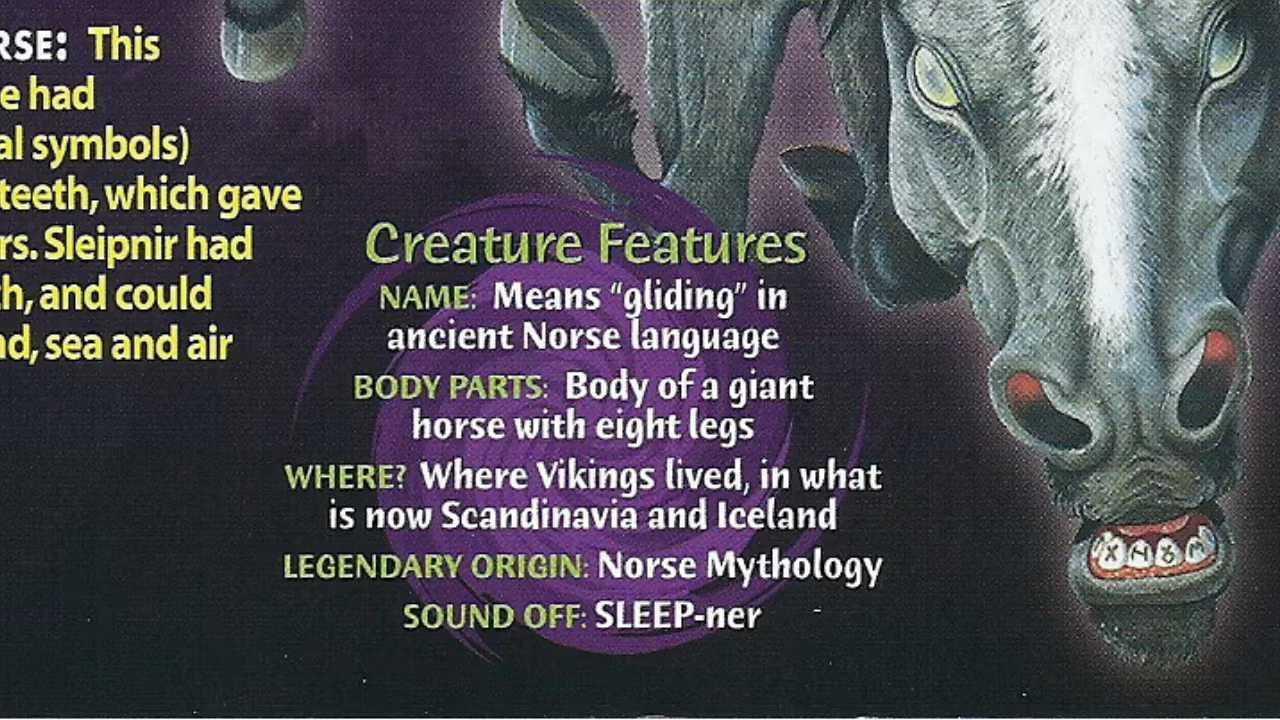 RSE: This
e had
al symbols)
teeth, which gave
rs. Sleipnir had
h, and could
d, sea and air
Creature Features
NAME: Means “gliding” in
ancient Norse language
BODY PARTS: Body of a giant
horse with eight legs
WHERE? Where Vikings lived, in what
is now Scandinavia and Iceland
LEGENDARY ORIGIN: Norse Mythology
SOUND OFF: SLEEP-ner